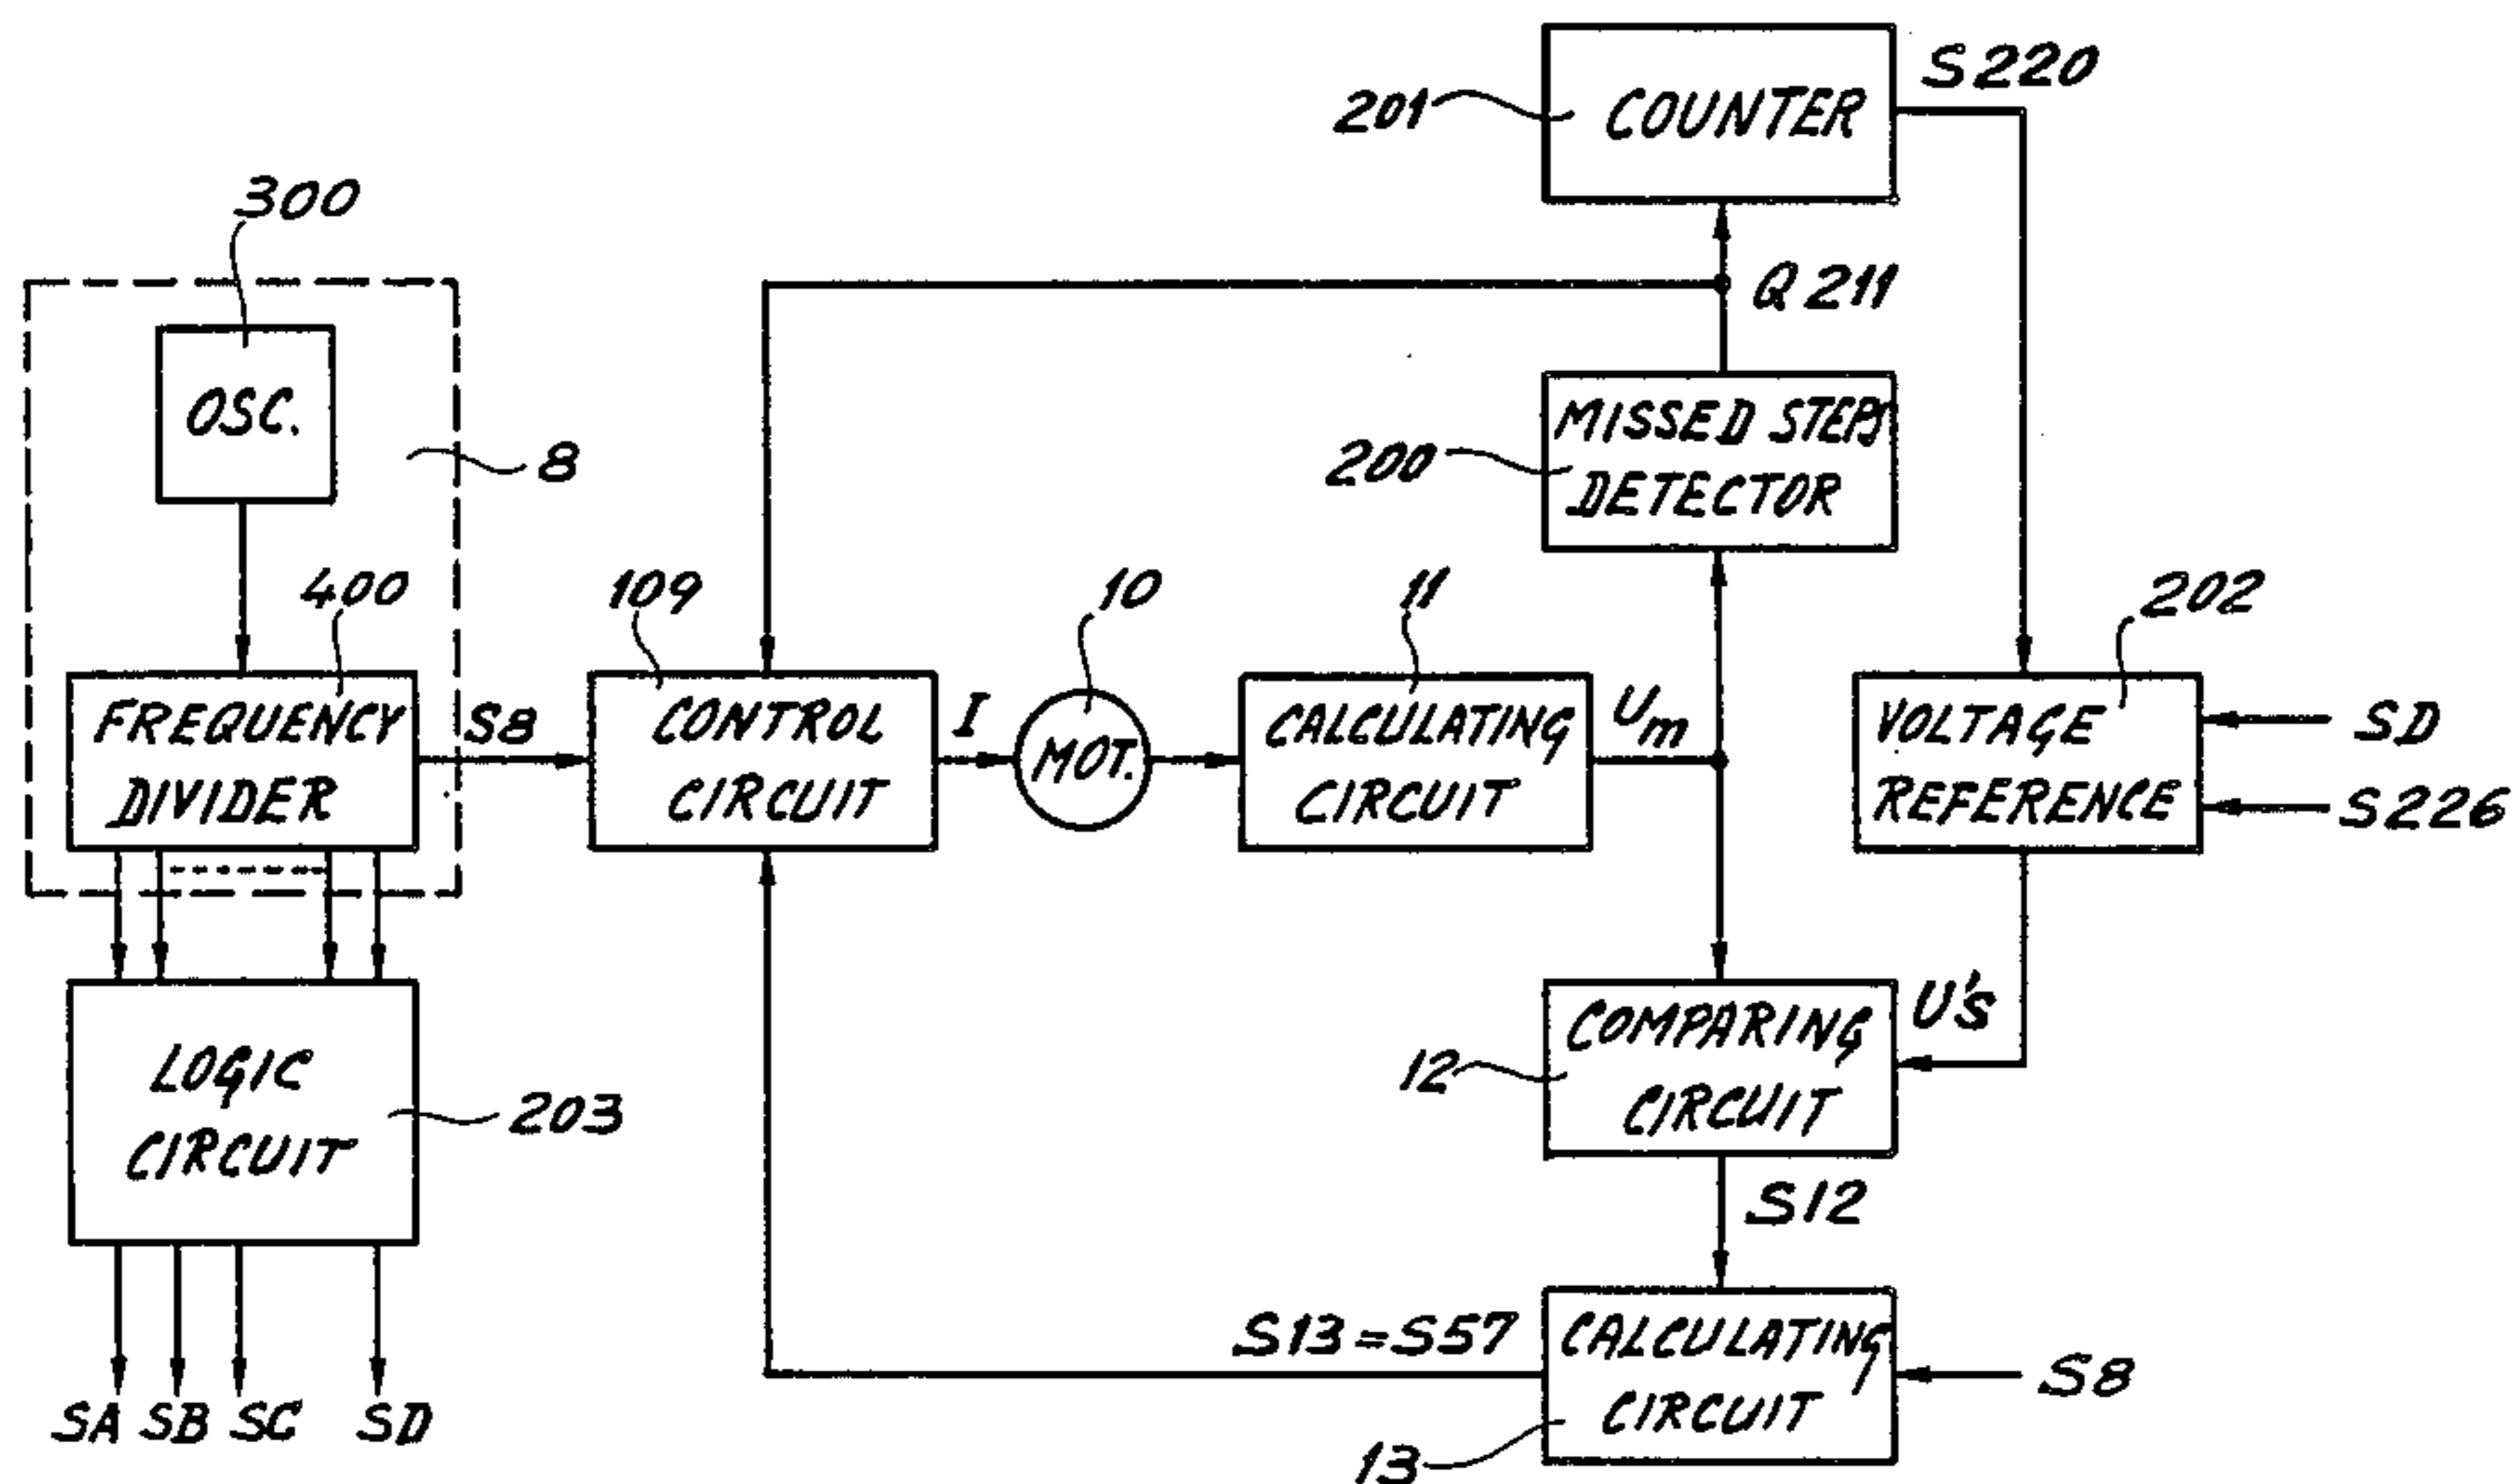 S220
201
COUNTER
300
Q211
OSC.
8
MISSED STEPS
DETECTOR
200
400
109
10
11
202
FREQUENCY
DIVIDER
S8
CONTROL
CIRCUIT
I
MOT.
CALCULATING
CIRCUIT
Um
VOLTAGE
REFERENCE
SD
S226
LOGIC
CIRCUIT
203
COMPARING
CIRCUIT
12
U's
S12
S13=S57
CALCULATING
CIRCUIT
S8
13
SA SB SC SD